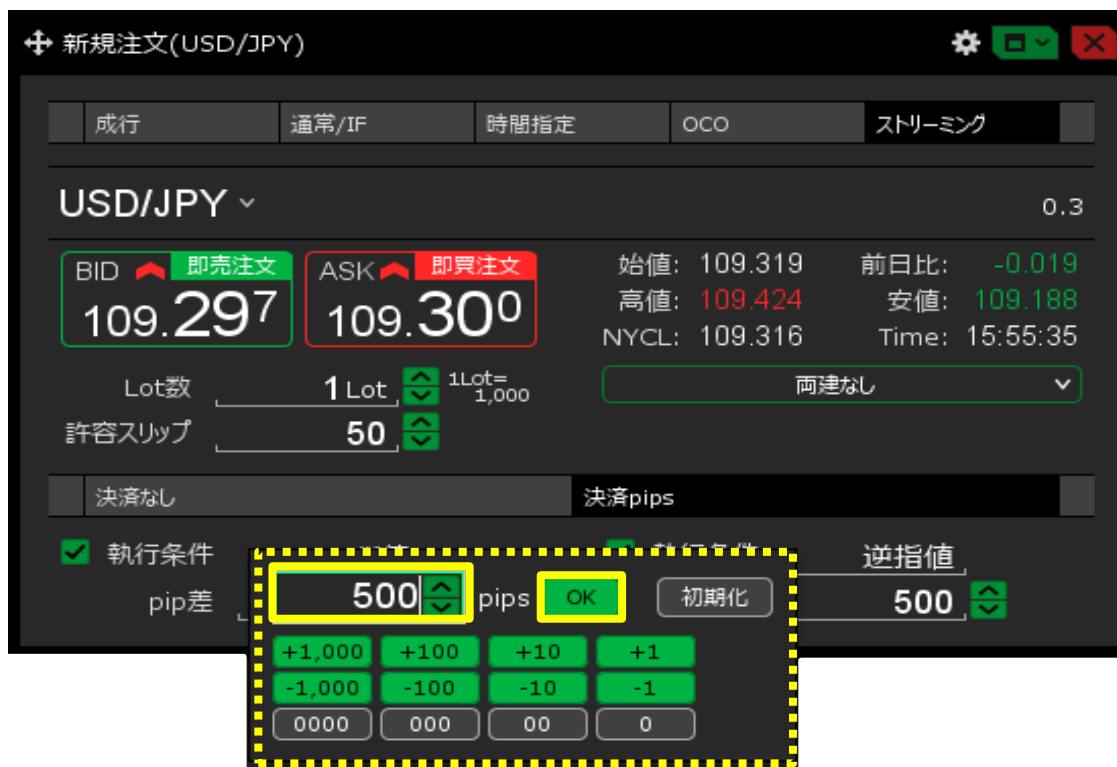 新規注文(USD/JPY)
成行 通常/IF 時間指定 OCO ストリーミング
USD/JPY 0.3
BID 即売注文 ASK 即買注文 始値: 109.319 前日比: -0.019
109.297 109.300 高値: 109.424 安値: 109.188
NYCL: 109.316 Time: 15:55:35
Lot数 1 Lot 1Lot= 1,000 両建なし
許容スリップ 50
決済なし 決済pips
執行条件 逆指値
pip差 500 pips OK 初期化 500
+1,000 +100 +10 +1
-1,000 -100 -10 -1
0000 000 00 0